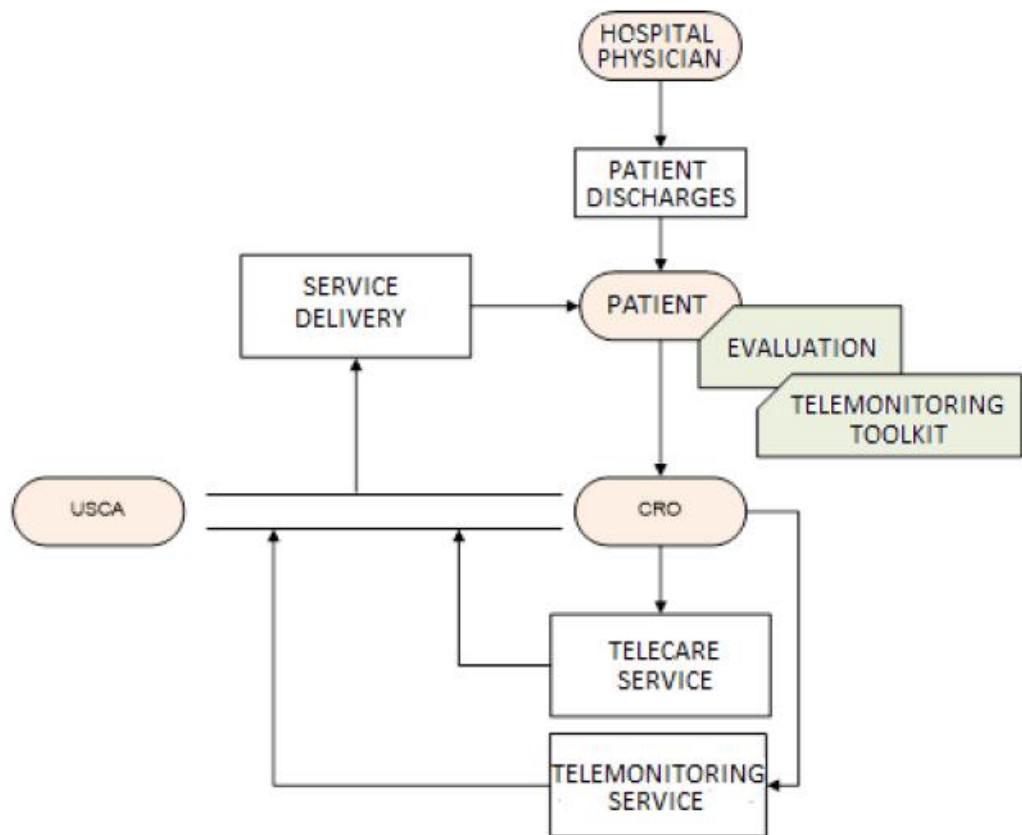 HOSPITAL
PHYSICIAN
PATIENT
DISCHARGES
SERVICE
DELIVERY
PATIENT
EVALUATION
TELEMONITORING
TOOLKIT
USCA
CRO
TELECARE
SERVICE
TELEMONITORING
SERVICE